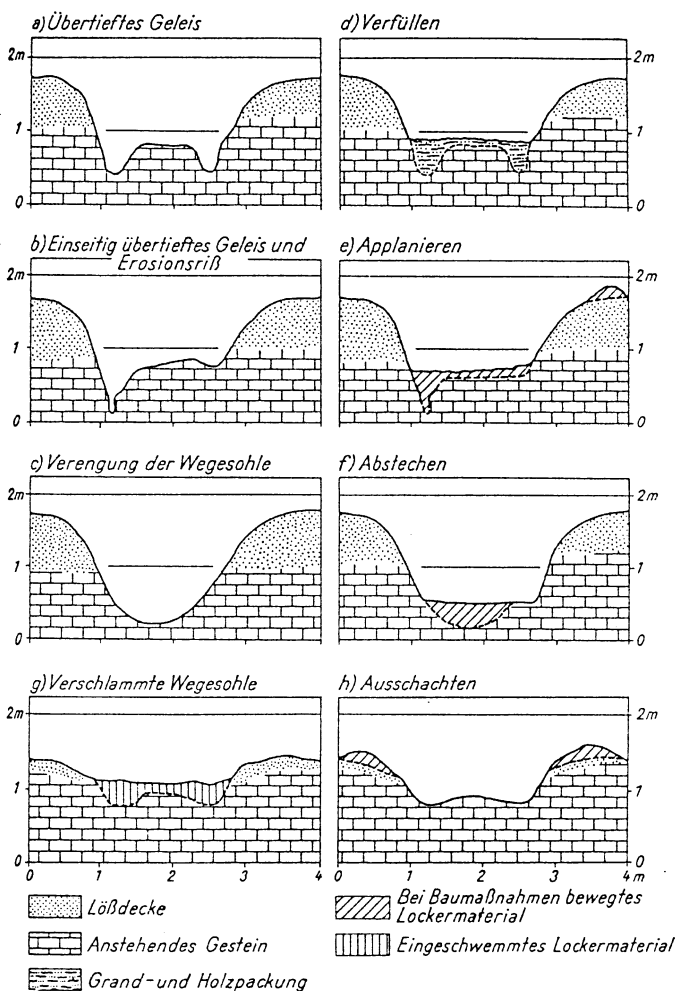 a) Übertieftes Geleis
2m
1
0
d) Verfüllen
2m
1
0
b) Einseitig übertieftes Geleis und
Erosionsriß
2m
1
0
e) Applanieren
2m
1
0
c) Verengung der Wegesohle
2m
1
0
f) Abstechen
2m
1
0
g) Verschlammte Wegesohle
2m
1
0
0 1 2 3 4
h) Ausschachten
2m
1
0
0 1 2 3 4 m
Lößdecke
Anstehendes Gestein
Grand- und Holzpackung
Bei Baumaßnahmen bewegtes
Lockermaterial
Eingeschwemmtes Lockermaterial